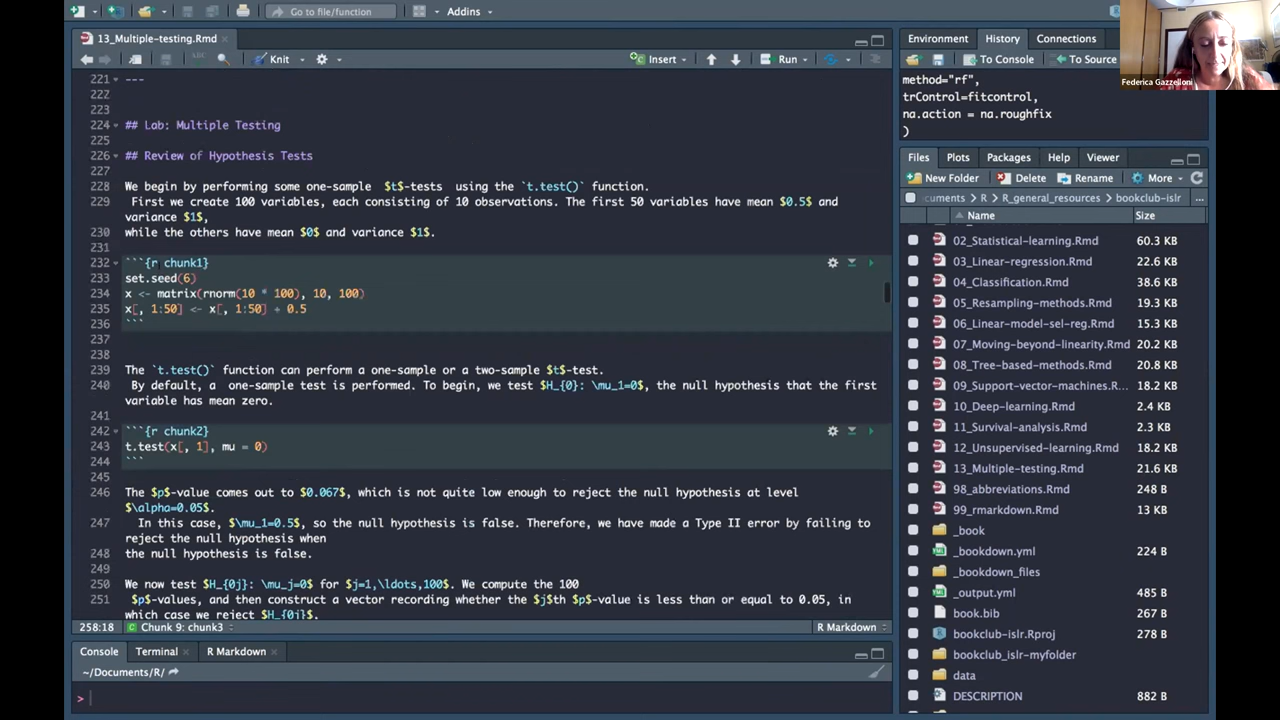 Go to file/function
Addins
13_Multiple-testing.Rmd
Knit
Insert
Run
221 ---
222
223
224 ## Lab: Multiple Testing
225
226 ## Review of Hypothesis Tests
227
228 We begin by performing some one-sample $t$-tests using the `t.test()` function.
229 First we create 100 variables, each consisting of 10 observations. The first 50 variables have mean $0.5$ and
variance $1$,
230 while the others have mean $0$ and variance $1$.
231
232 ```{r chunk1}
233 set.seed(6)
234 x <- matrix(rnorm(10 * 100), 10, 100)
235 x[, 1:50] <- x[, 1:50] + 0.5
236 ```
237
238
239 The `t.test()` function can perform a one-sample or a two-sample $t$-test.
240 By default, a one-sample test is performed. To begin, we test $H_{0}: \mu_1=0$, the null hypothesis that the first
variable has mean zero.
241
242 ```{r chunk2}
243 t.test(x[, 1], mu = 0)
244 ```
245
246 The $p$-value comes out to $0.067$, which is not quite low enough to reject the null hypothesis at level
$\alpha=0.05$.
247 In this case, $\mu_1=0.5$, so the null hypothesis is false. Therefore, we have made a Type II error by failing to
reject the null hypothesis when
248 the null hypothesis is false.
249
250 We now test $H_{0j}: \mu_j=0$ for $j=1,\ldots,100$. We compute the 100
251 $p$-values, and then construct a vector recording whether the $j$th $p$-value is less than or equal to 0.05, in
which case we reject $H_{0j}$.
258:18 Chunk 9: chunk3 R Markdown
Console Terminal R Markdown
~/Documents/R/
>
Environment History Connections
To Console To Source
method="rf",
trControl=fitcontrol,
na.action = na.roughfix
)
Federica Gazzelloni
Files Plots Packages Help Viewer
New Folder Delete Rename More
cuments R R_general_resources bookclub-islr ...
Name Size
02_Statistical-learning.Rmd 60.3 KB
03_Linear-regression.Rmd 22.6 KB
04_Classification.Rmd 38.6 KB
05_Resampling-methods.Rmd 19.3 KB
06_Linear-model-sel-reg.Rmd 15.3 KB
07_Moving-beyond-linearity.Rmd 20.2 KB
08_Tree-based-methods.Rmd 20.8 KB
09_Support-vector-machines.R... 18.2 KB
10_Deep-learning.Rmd 2.4 KB
11_Survival-analysis.Rmd 2.3 KB
12_Unsupervised-learning.Rmd 18.2 KB
13_Multiple-testing.Rmd 21.6 KB
98_abbreviations.Rmd 248 B
99_rmarkdown.Rmd 13 KB
_book
_bookdown.yml 224 B
_bookdown_files
_output.yml 485 B
book.bib 267 B
bookclub-islr.Rproj 278 B
bookclub_islr-myfolder
data
DESCRIPTION 882 B